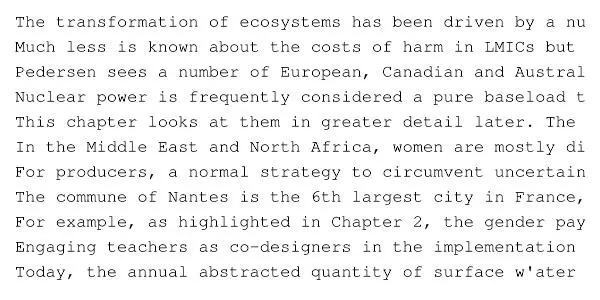 The transformation of ecosystems has been driven by a nu
Much less is known about the costs of harm in LMICs but
Pedersen sees a number of European, Canadian and Austral
Nuclear power is frequently considered a pure baseload t
This chapter looks at them in greater detail later. The
In the Middle East and North Africa, women are mostly di
For producers, a normal strategy to circumvent uncertain
The commune of Nantes is the 6th largest city in France,
For example, as highlighted in Chapter 2, the gender pay
Engaging teachers as co-designers in the implementation
Today, the annual abstracted quantity of surface w'ater